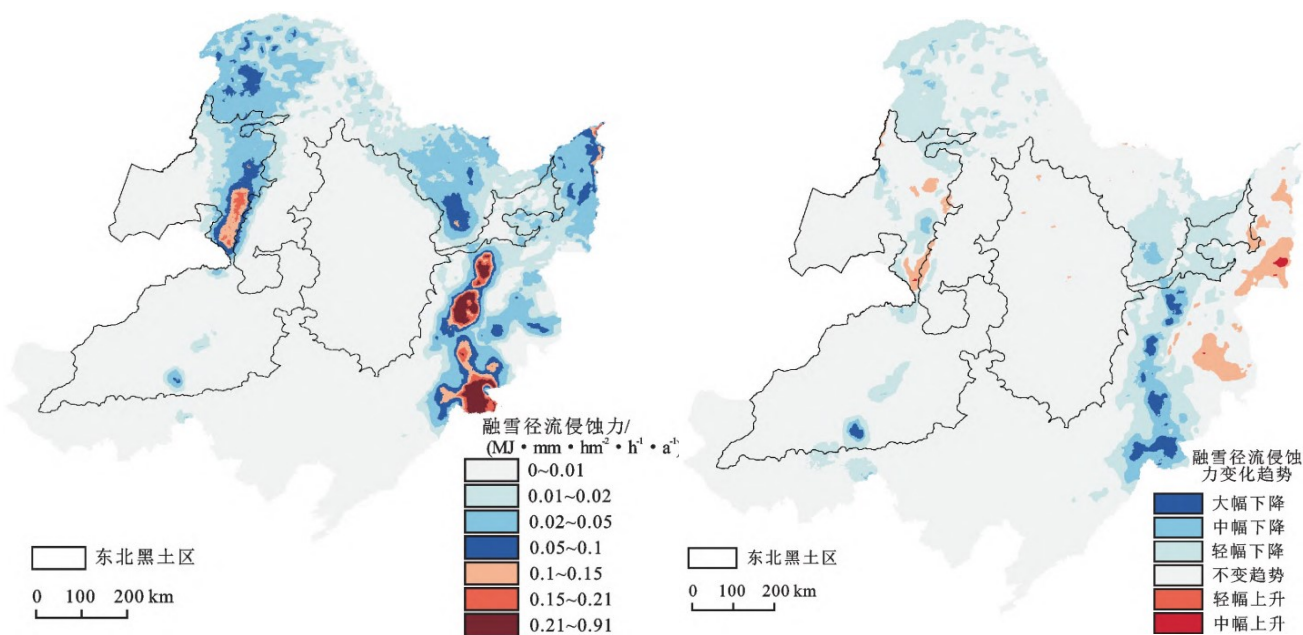 融雪径流侵蚀力/
(MJ·mm·hm⁻²·h⁻¹·a⁻¹)
0~0.01
0.01~0.02
0.02~0.05
0.05~0.1
0.1~0.15
0.15~0.21
0.21~0.91
东北黑土区
0 100 200 km
融雪径流侵蚀
力变化趋势
大幅下降
中幅下降
轻幅下降
不变趋势
轻幅上升
中幅上升
东北黑土区
0 100 200 km